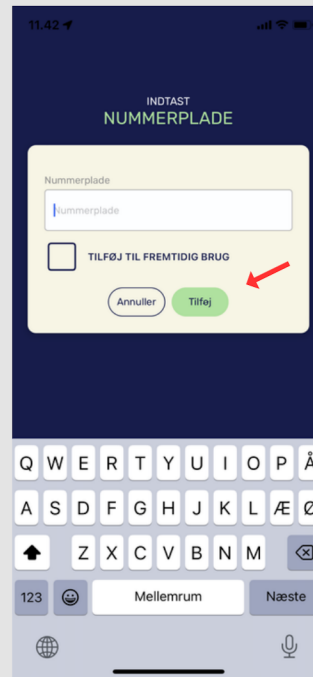 11.42
INDTAST
NUMMERPLADE
Nummerplade
Nummerplade
TILFØJ TIL FREMTIDIG BRUG
Annuller Tilføj
Q W E R T Y U I O P Å
A S D F G H J K L Æ Ø
Z X C V B N M
123 Mellemrum Næste